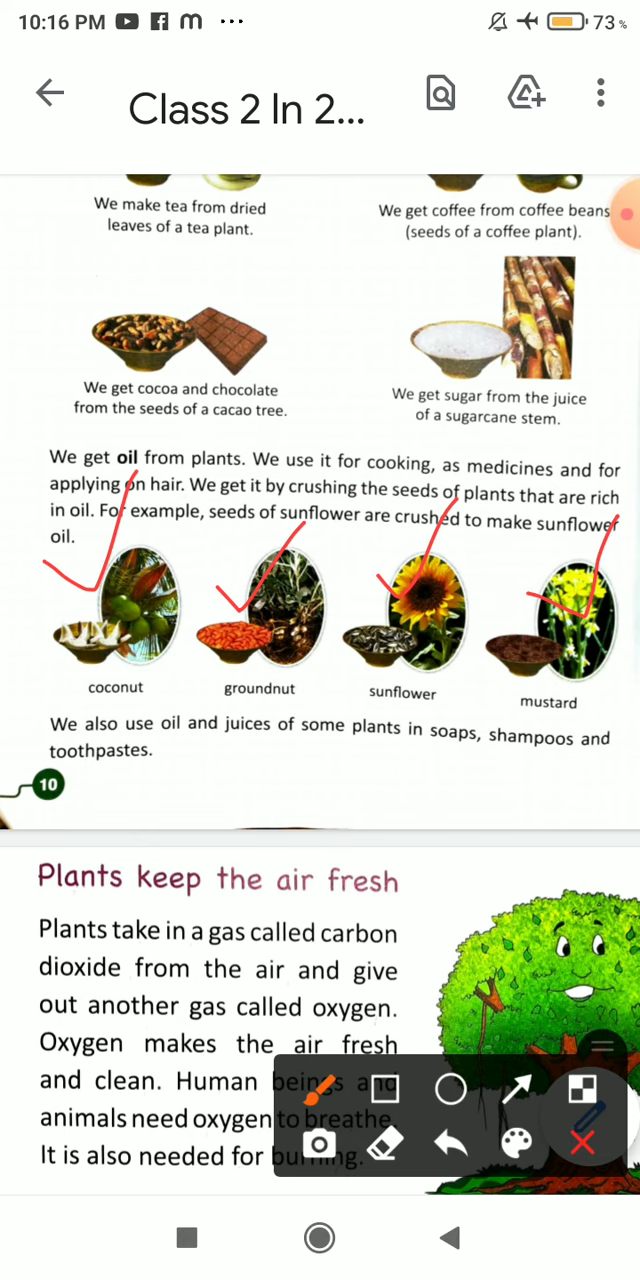 10:16 PM
73%
Class 2 In 2...
We make tea from dried
leaves of a tea plant.
We get coffee from coffee beans
(seeds of a coffee plant).
We get cocoa and chocolate
from the seeds of a cacao tree.
We get sugar from the juice
of a sugarcane stem.
We get oil from plants. We use it for cooking, as medicines and for
applying on hair. We get it by crushing the seeds of plants that are rich
in oil. For example, seeds of sunflower are crushed to make sunflower
oil.
coconut
groundnut
sunflower
mustard
We also use oil and juices of some plants in soaps, shampoos and
toothpastes.
10
Plants keep the air fresh
Plants take in a gas called carbon
dioxide from the air and give
out another gas called oxygen.
Oxygen makes the air fresh
and clean. Human beings and
animals need oxygen to breathe.
It is also needed for burning.